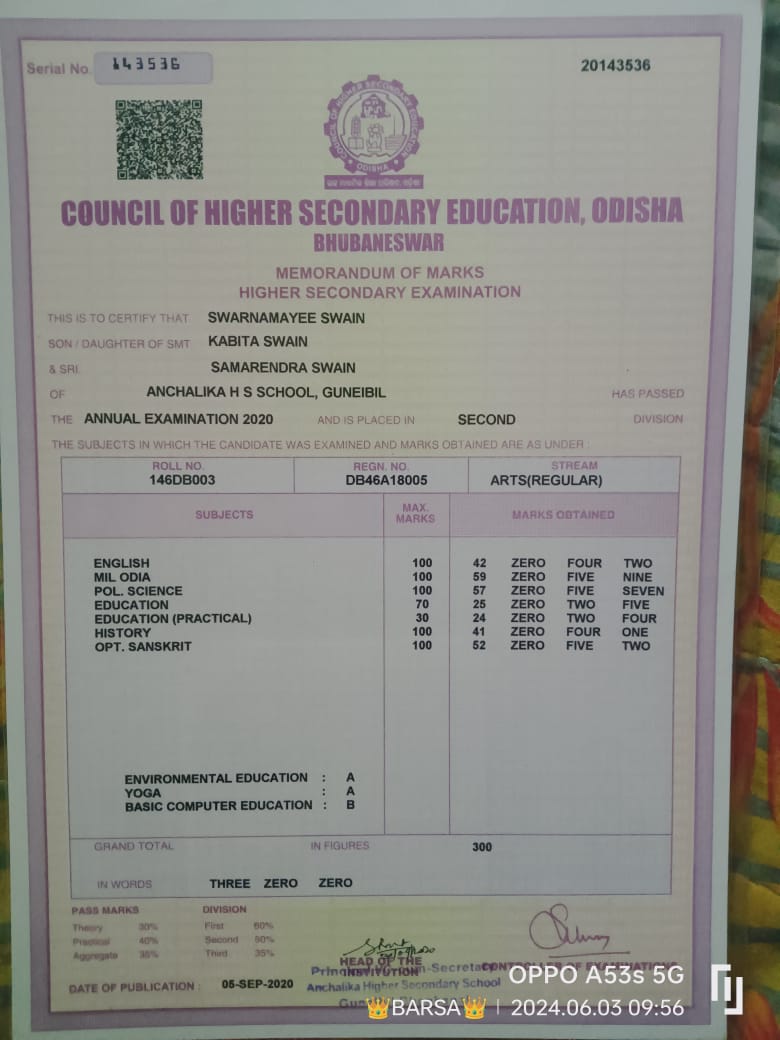 Serial No. 143536
20143536
COUNCIL OF HIGHER SECONDARY EDUCATION
ODISHA
COUNCIL OF HIGHER SECONDARY EDUCATION, ODISHA
BHUBANESWAR
MEMORANDUM OF MARKS
HIGHER SECONDARY EXAMINATION
THIS IS TO CERTIFY THAT SWARNAMAYEE SWAIN
SON / DAUGHTER OF SMT KABITA SWAIN
& SRI. SAMARENDRA SWAIN
OF ANCHALIKA H S SCHOOL, GUNEIBIL HAS PASSED
THE ANNUAL EXAMINATION 2020 AND IS PLACED IN SECOND DIVISION
THE SUBJECTS IN WHICH THE CANDIDATE WAS EXAMINED AND MARKS OBTAINED ARE AS UNDER :
ROLL NO. REGN. NO. STREAM
146DB003 DB46A18005 ARTS(REGULAR)
SUBJECTS MAX. MARKS MARKS OBTAINED
ENGLISH 100 42 ZERO FOUR TWO
MIL ODIA 100 59 ZERO FIVE NINE
POL. SCIENCE 100 57 ZERO FIVE SEVEN
EDUCATION 70 25 ZERO TWO FIVE
EDUCATION (PRACTICAL) 30 24 ZERO TWO FOUR
HISTORY 100 41 ZERO FOUR ONE
OPT. SANSKRIT 100 52 ZERO FIVE TWO
ENVIRONMENTAL EDUCATION : A
YOGA : A
BASIC COMPUTER EDUCATION : B
GRAND TOTAL IN FIGURES 300
IN WORDS THREE ZERO ZERO
PASS MARKS DIVISION
Theory 30% First 60%
Practical 40% Second 50%
Aggregate 35% Third 35%
HEAD OF THE
INSTITUTION
CONTROLLER OF EXAMINATIONS
Anchalika Higher Secondary School
DATE OF PUBLICATION : 05-SEP-2020
OPPO A53s 5G
👑BARSA👑 | 2024.06.03 09:56